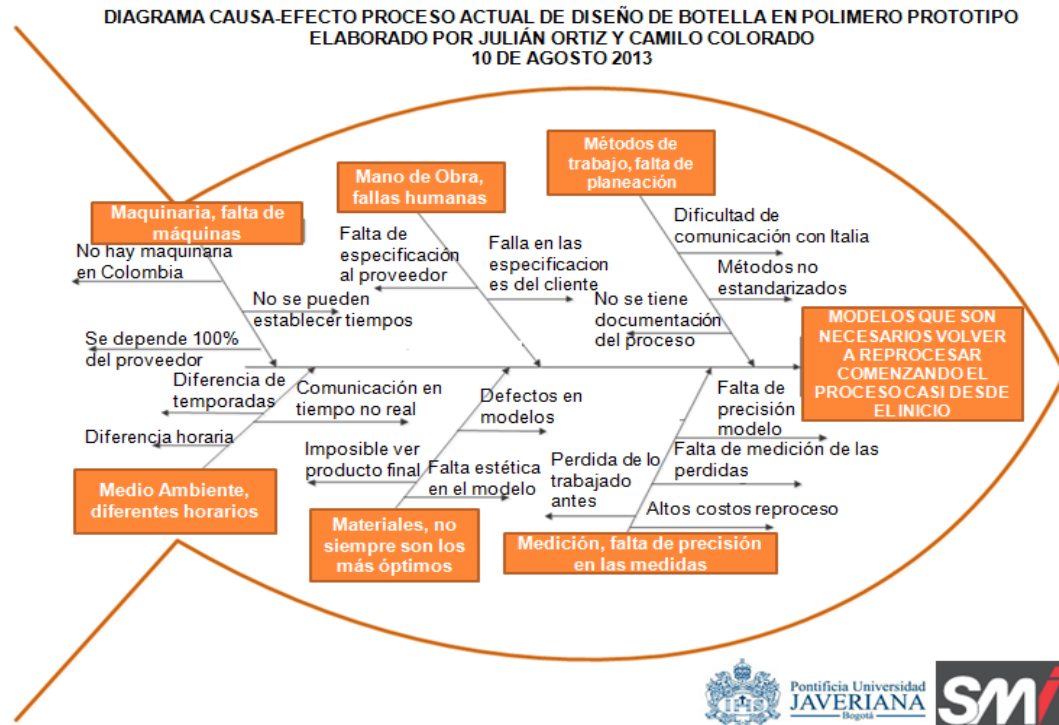 DIAGRAMA CAUSA-EFECTO PROCESO ACTUAL DE DISEÑO DE BOTELLA EN POLIMERO PROTOTIPO
ELABORADO POR JULIÁN ORTIZ Y CAMILO COLORADO
10 DE AGOSTO 2013
Maquinaria, falta de
máquinas
No hay maquinaria
en Colombia
No se pueden
establecer tiempos
Se depende 100%
del proveedor
Mano de Obra,
fallas humanas
Falta de
especificación
al proveedor
Falla en las
especificacion
es del cliente
Métodos de
trabajo, falta de
planeación
Dificultad de
comunicación con Italia
Métodos no
estandarizados
No se tiene
documentación
del proceso
MODELOS QUE SON
NECESARIOS VOLVER
A REPROCESAR
COMENZANDO EL
PROCESO CASI DESDE
EL INICIO
Diferencia de
temporadas
Comunicación en
tiempo no real
Diferencia horaria
Medio Ambiente,
diferentes horarios
Defectos en
modelos
Imposible ver
producto final
Falta estética
en el modelo
Materiales, no
siempre son los
más óptimos
Falta de
precisión
modelo
Falta de medición de las
perdidas
Perdida de lo
trabajado
antes
Altos costos reproceso
Medición, falta de precisión
en las medidas
Pontificia Universidad
JAVERIANA
Bogotá
SMi